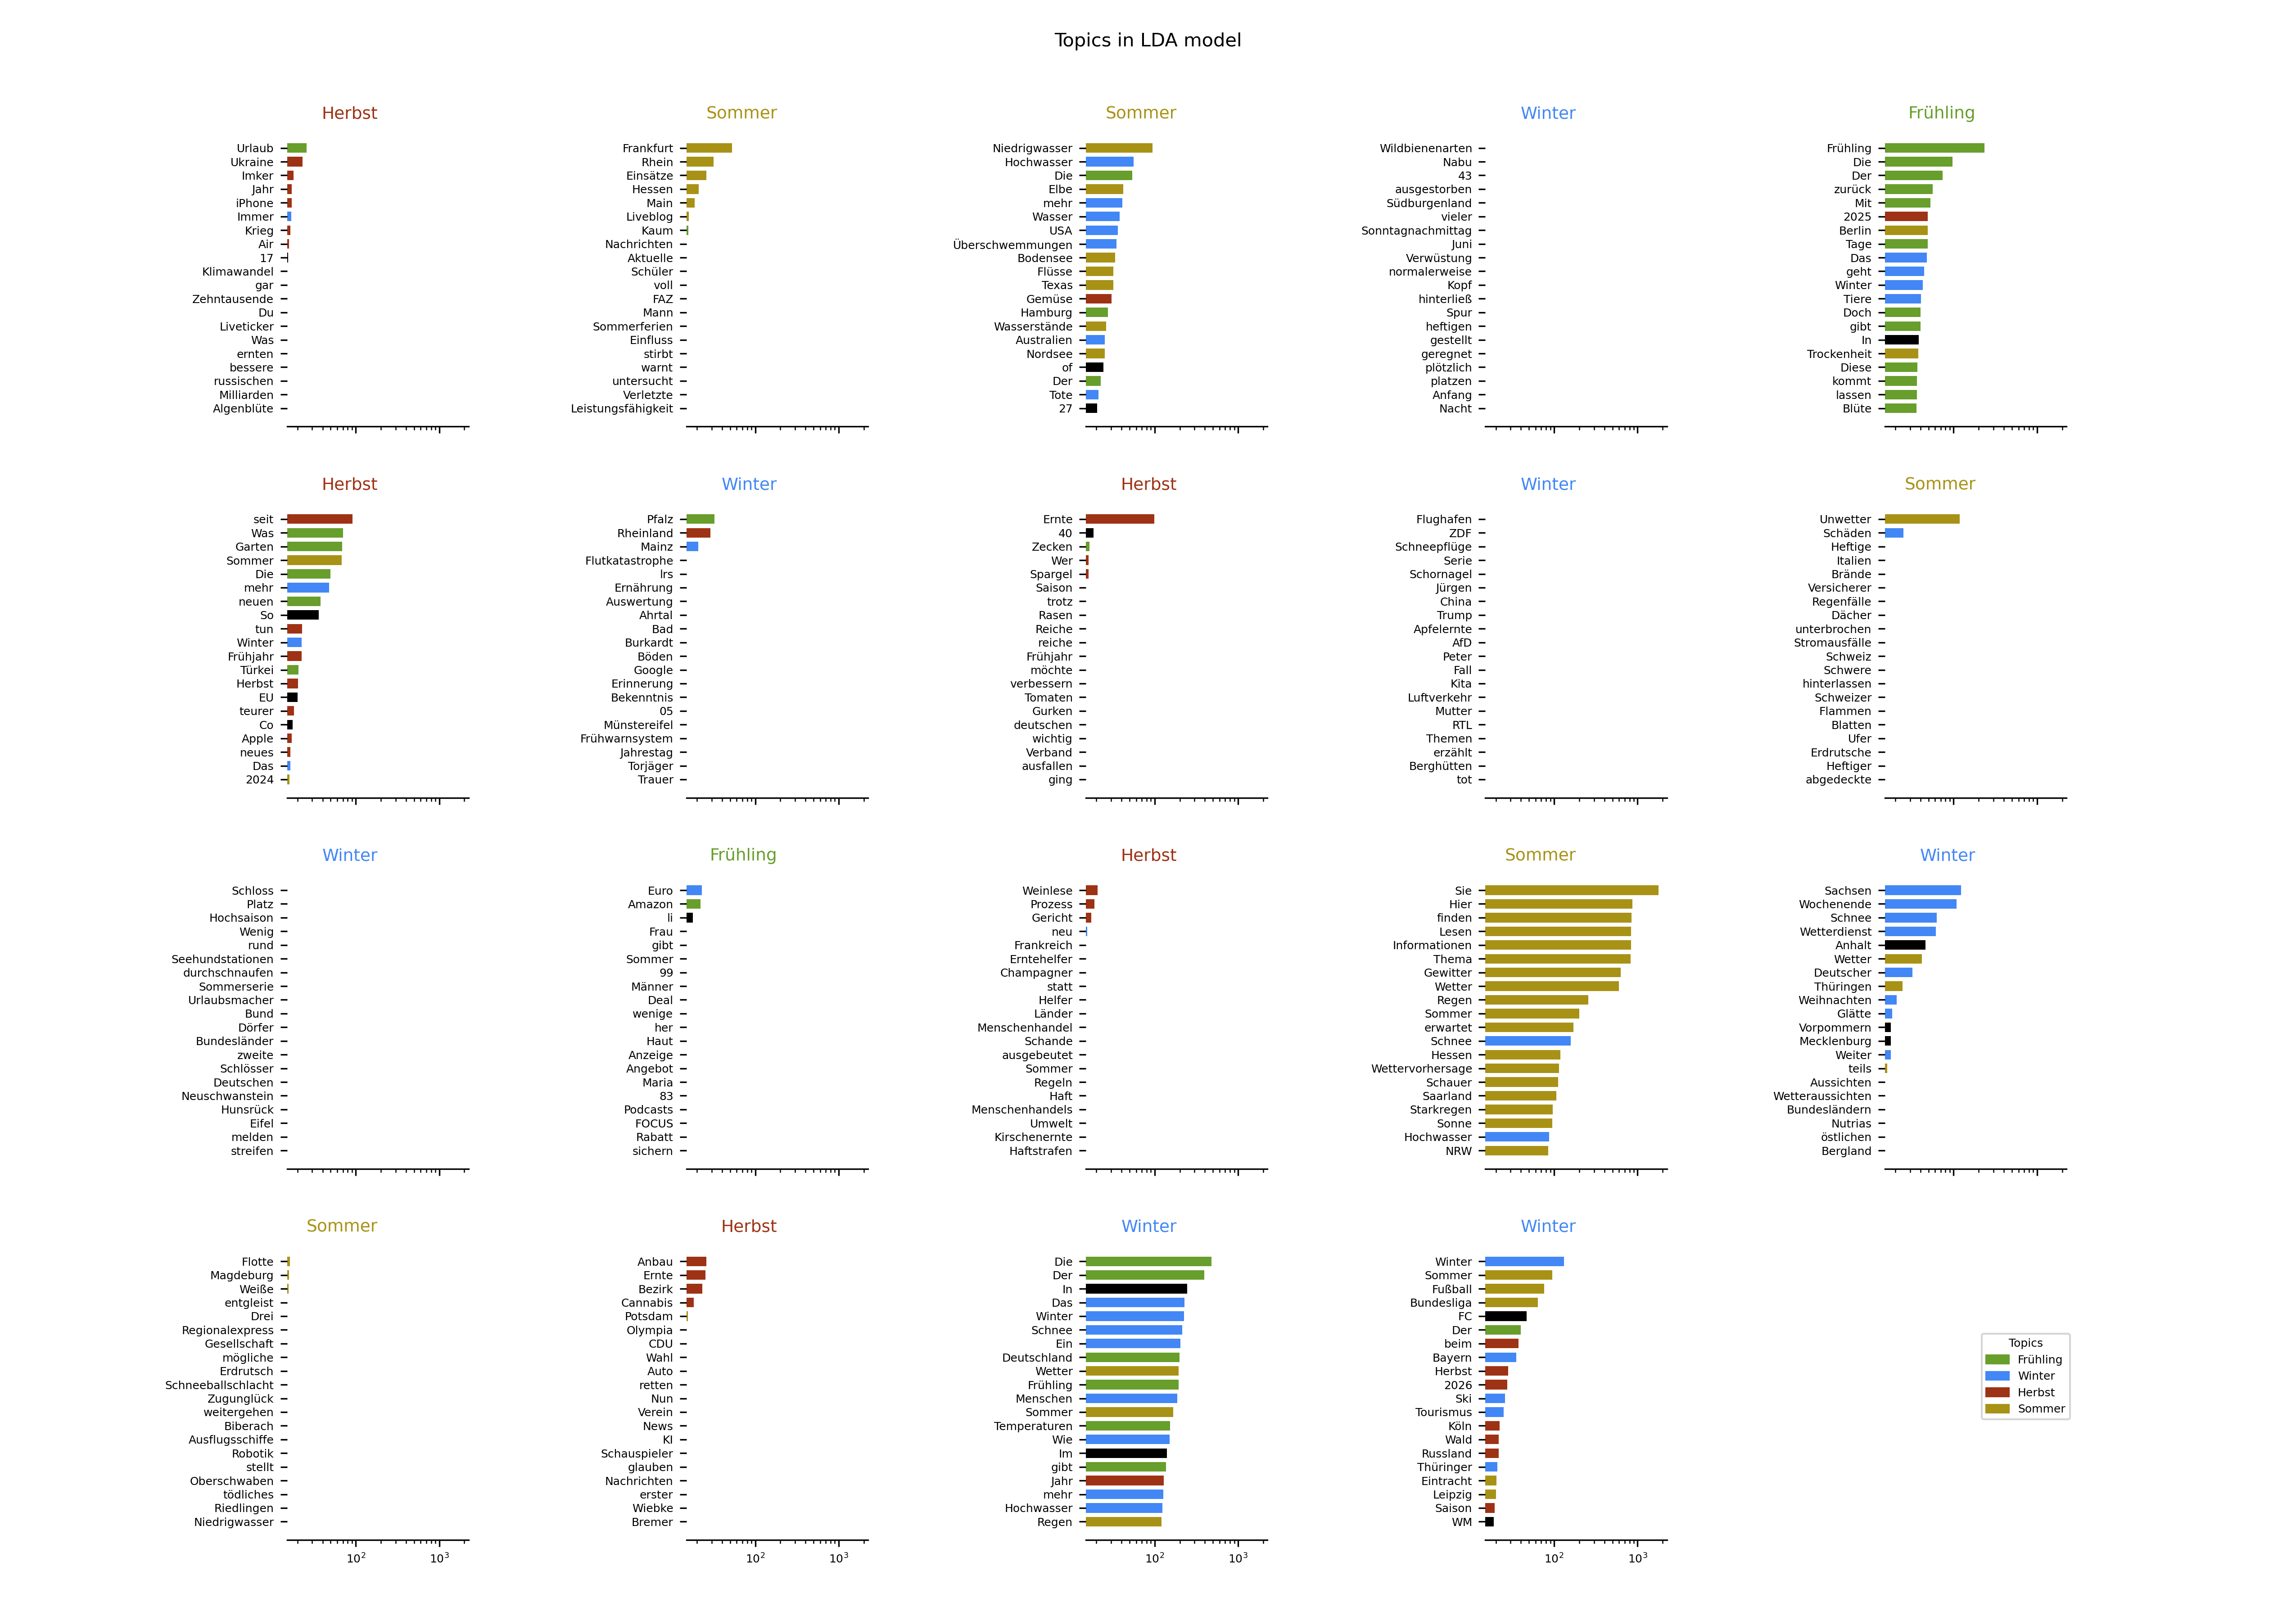 Topics in LDA model
Herbst
Urlaub
Ukraine
Imker
Jahr
iPhone
Immer
Krieg
Air
17
Klimawandel
gar
Zehntausende
Du
Liveticker
Was
ernten
bessere
russischen
Milliarden
Algenblüte
Sommer
Frankfurt
Rhein
Einsätze
Hessen
Main
Liveblog
Kaum
Nachrichten
Aktuelle
Schüler
voll
FAZ
Mann
Sommerferien
Einfluss
stirbt
warnt
untersucht
Verletzte
Leistungsfähigkeit
Sommer
Niedrigwasser
Hochwasser
Die
Elbe
mehr
Wasser
USA
Überschwemmungen
Bodensee
Flüsse
Texas
Gemüse
Hamburg
Wasserstände
Australien
Nordsee
of
Der
Tote
27
Winter
Wildbienenarten
Nabu
43
ausgestorben
Südburgenland
vieler
Sonntagnachmittag
Juni
Verwüstung
normalerweise
Kopf
hinterließ
Spur
heftigen
gestellt
geregnet
plötzlich
platzen
Anfang
Nacht
Frühling
Frühling
Die
Der
zurück
Mit
2025
Berlin
Tage
Das
geht
Winter
Tiere
Doch
gibt
In
Trockenheit
Diese
kommt
lassen
Blüte
Herbst
seit
Was
Garten
Sommer
Die
mehr
neuen
So
tun
Winter
Frühjahr
Türkei
Herbst
EU
teurer
Co
Apple
neues
Das
2024
Winter
Pfalz
Rheinland
Mainz
Flutkatastrophe
lrs
Ernährung
Auswertung
Ahrtal
Bad
Burkardt
Böden
Google
Erinnerung
Bekenntnis
05
Münstereifel
Frühwarnsystem
Jahrestag
Torjäger
Trauer
Herbst
Ernte
40
Zecken
Wer
Spargel
Saison
trotz
Rasen
Reiche
reiche
Frühjahr
möchte
verbessern
Tomaten
Gurken
deutschen
wichtig
Verband
ausfallen
ging
Winter
Flughafen
ZDF
Schneepflüge
Serie
Schornagel
Jürgen
China
Trump
Apfelernte
AfD
Peter
Fall
Kita
Luftverkehr
Mutter
RTL
Themen
erzählt
Berghütten
tot
Sommer
Unwetter
Schäden
Heftige
Italien
Brände
Versicherer
Regenfälle
Dächer
unterbrochen
Stromausfälle
Schweiz
Schwere
hinterlassen
Schweizer
Flammen
Blatten
Ufer
Erdrutsche
Heftiger
abgedeckte
Winter
Schloss
Platz
Hochsaison
Wenig
rund
Seehundstationen
durchschnaufen
Sommerserie
Urlaubsmacher
Bund
Dörfer
Bundesländer
zweite
Schlösser
Deutschen
Neuschwanstein
Hunsrück
Eifel
melden
streifen
Frühling
Euro
Amazon
li
Frau
gibt
Sommer
99
Männer
Deal
wenige
her
Haut
Anzeige
Angebot
Maria
83
Podcasts
FOCUS
Rabatt
sichern
Herbst
Weinlese
Prozess
Gericht
neu
Frankreich
Erntehelfer
Champagner
statt
Helfer
Länder
Menschenhandel
Schande
ausgebeutet
Sommer
Regeln
Haft
Menschenhandels
Umwelt
Kirschenernte
Haftstrafen
Sommer
Sie
Hier
finden
Lesen
Informationen
Thema
Gewitter
Wetter
Regen
Sommer
erwartet
Schnee
Hessen
Wettervorhersage
Schauer
Saarland
Starkregen
Sonne
Hochwasser
NRW
Winter
Sachsen
Wochenende
Schnee
Wetterdienst
Anhalt
Wetter
Deutscher
Thüringen
Weihnachten
Glätte
Vorpommern
Mecklenburg
Weiter
teils
Aussichten
Wetteraussichten
Bundesländern
Nutrias
östlichen
Bergland
Sommer
Flotte
Magdeburg
Weiße
entgleist
Drei
Regionalexpress
Gesellschaft
mögliche
Erdrutsch
Schneeballschlacht
Zugunglück
weitergehen
Biberach
Ausflugsschiffe
Robotik
stellt
Oberschwaben
tödliches
Riedlingen
Niedrigwasser
10²
10³
Herbst
Anbau
Ernte
Bezirk
Cannabis
Potsdam
Olympia
CDU
Wahl
Auto
retten
Nun
Verein
News
KI
Schauspieler
glauben
Nachrichten
erster
Wiebke
Bremer
10²
10³
Winter
Die
Der
In
Das
Winter
Schnee
Ein
Deutschland
Wetter
Frühling
Menschen
Sommer
Temperaturen
Wie
Im
gibt
Jahr
mehr
Hochwasser
Regen
10²
10³
Winter
Winter
Sommer
Fußball
Bundesliga
FC
Der
beim
Bayern
Herbst
2026
Ski
Tourismus
Köln
Wald
Russland
Thüringer
Eintracht
Leipzig
Saison
WM
10²
10³
Topics
Frühling
Winter
Herbst
Sommer